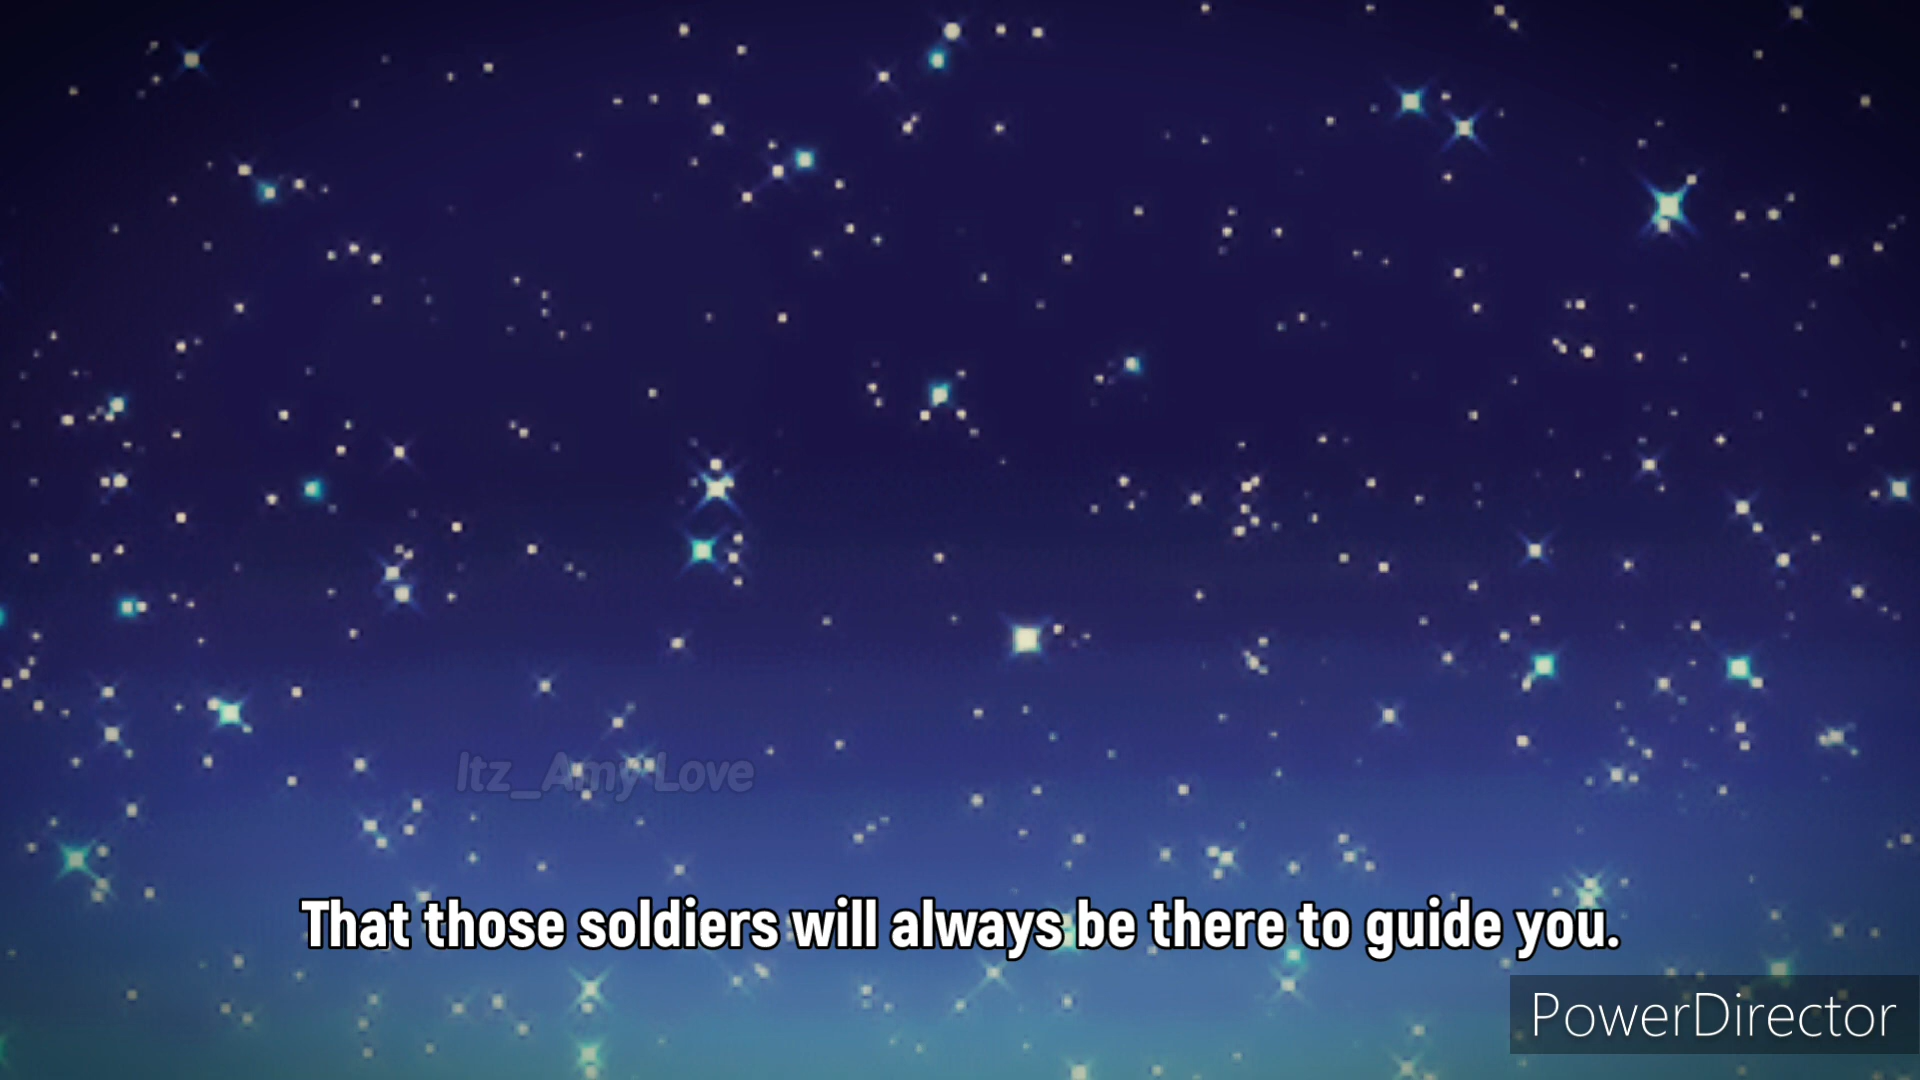 Itz_Amy Love
That those soldiers will always be there to guide you.
PowerDirector